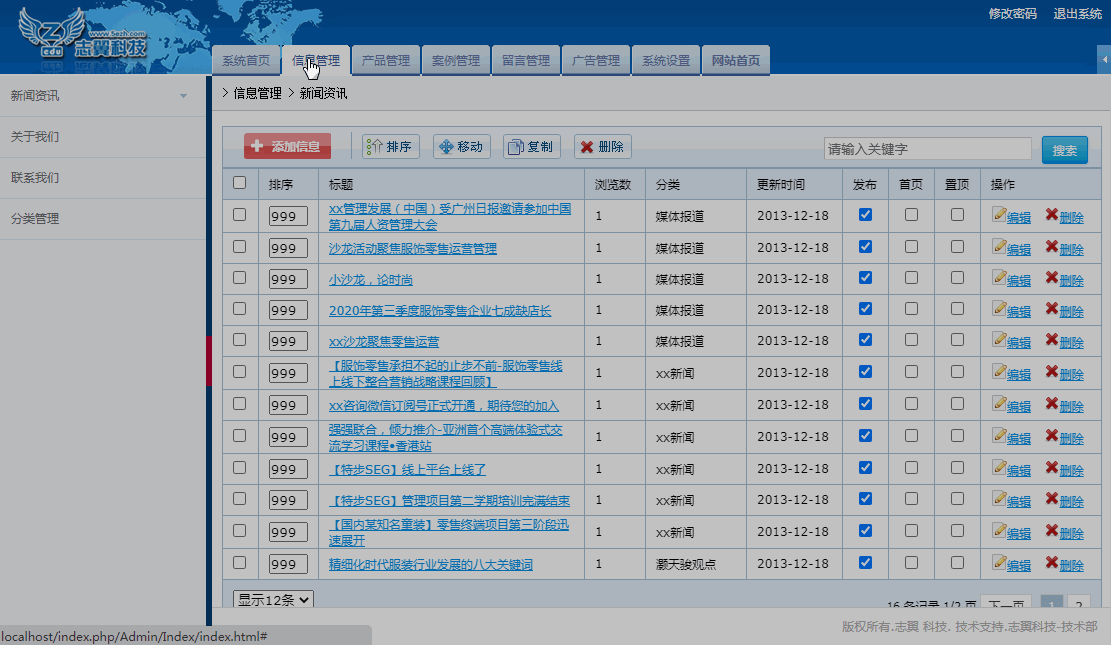 www.5ezh.com
志翼科技
修改密码 退出系统
系统首页 信息管理 产品管理 案例管理 留言管理 广告管理 系统设置 网站首页
新闻资讯
关于我们
联系我们
分类管理
> 信息管理 > 新闻资讯
添加信息 排序 移动 复制 删除 请输入关键字 搜索
排序 标题 浏览数 分类 更新时间 发布 首页 置顶 操作
999 xx管理发展（中国）受广州日报邀请参加中国 1 媒体报道 2013-12-18 编辑 删除
第九届人资管理大会
999 沙龙活动聚焦服饰零售运营管理 1 媒体报道 2013-12-18 编辑 删除
999 小沙龙，论时尚 1 媒体报道 2013-12-18 编辑 删除
999 2020年第三季度服饰零售企业七成缺店长 1 媒体报道 2013-12-18 编辑 删除
999 xx沙龙聚焦零售运营 1 媒体报道 2013-12-18 编辑 删除
999 【服饰零售承担不起的止步不前-服饰零售线 1 xx新闻 2013-12-18 编辑 删除
上线下整合营销战略课程回顾】
999 xx咨询微信订阅号正式开通，期待您的加入 1 xx新闻 2013-12-18 编辑 删除
999 强强联合，倾力推介-亚洲首个高端体验式交 1 xx新闻 2013-12-18 编辑 删除
流学习课程•香港站
999 【特步SEG】线上平台上线了 1 xx新闻 2013-12-18 编辑 删除
999 【特步SEG】管理项目第二学期培训完满结束 1 xx新闻 2013-12-18 编辑 删除
999 【国内某知名童装】零售终端项目第三阶段迅 1 xx新闻 2013-12-18 编辑 删除
速展开
999 精细化时代服装行业发展的八大关键词 1 灏天骏观点 2013-12-18 编辑 删除
显示12条 16 条记录 1/2 页 下一页 1 2
版权所有.志翼 科技. 技术支持.志翼科技-技术部
localhost/index.php/Admin/Index/index.html#